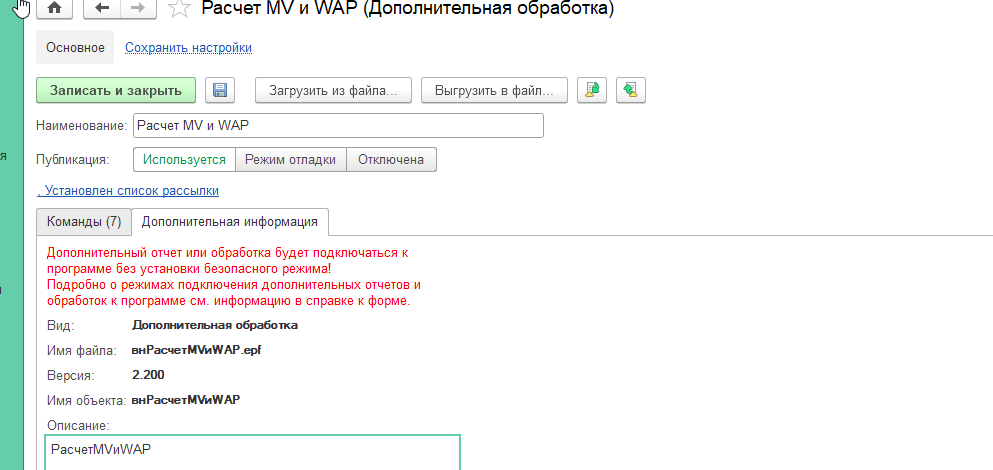 Расчет MV и WAP (Дополнительная обработка)
Основное Сохранить настройки
Записать и закрыть Загрузить из файла... Выгрузить в файл...
Наименование: Расчет MV и WAP
я
Публикация: Используется Режим отладки Отключена
. Установлен список рассылки
Команды (7) Дополнительная информация
Дополнительный отчет или обработка будет подключаться к
программе без установки безопасного режима!
Подробно о режимах подключения дополнительных отчетов и
обработок к программе см. информацию в справке к форме.
Вид: Дополнительная обработка
Имя файла: внРасчетMVиWAP.epf
Версия: 2.200
Имя объекта: внРасчетMVиWAP
Описание:
РасчетMVиWAP